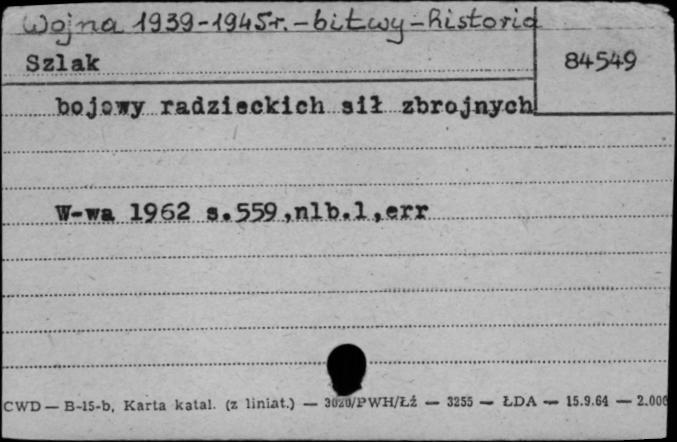 Wojna 1939-1945r. - bitwy - historia
Szlak
84549
bojowy radzieckich sił zbrojnych
W-wa 1962 s.559,nlb.1,err
CWD — B-15-b, Karta katal. (z liniat.) — 3020/PWH/Łż — 3255 — ŁDA — 15.9.64 — 2.000